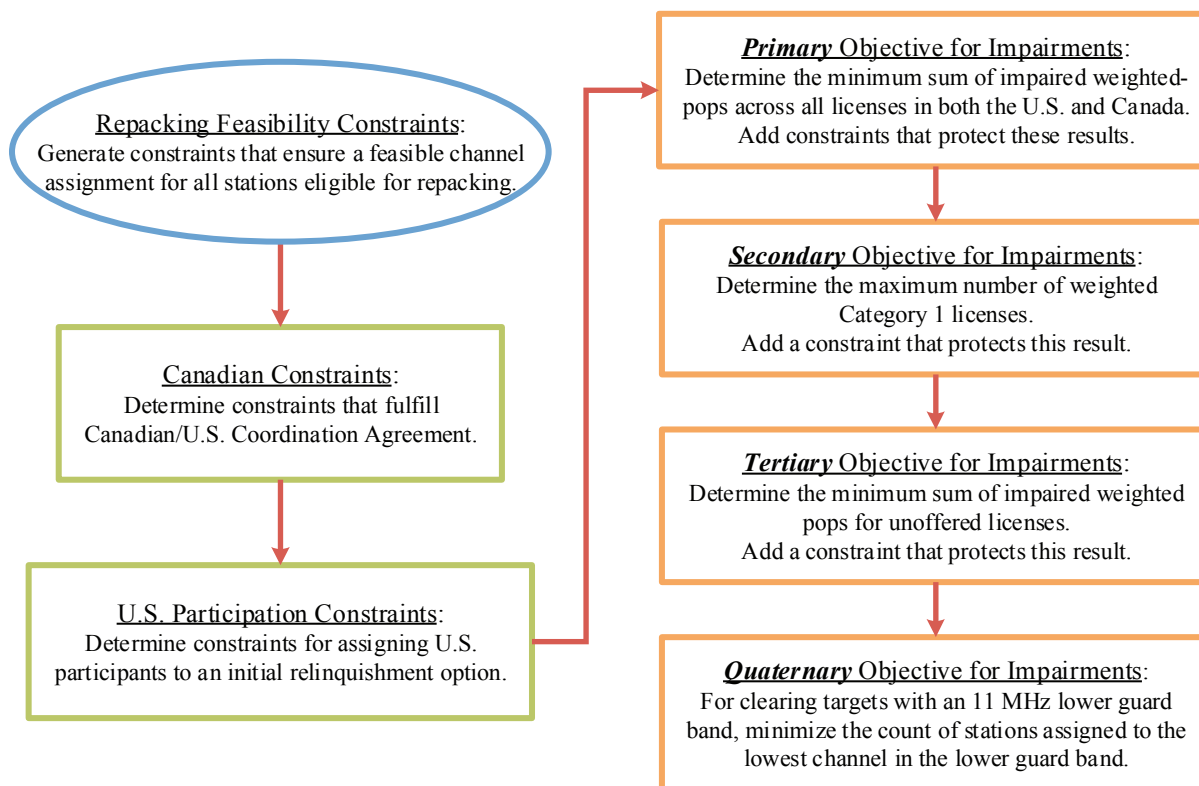 Repacking Feasibility Constraints:
Generate constraints that ensure a feasible channel
assignment for all stations eligible for repacking.
Canadian Constraints:
Determine constraints that fulfill
Canadian/U.S. Coordination Agreement.
U.S. Participation Constraints:
Determine constraints for assigning U.S.
participants to an initial relinquishment option.
Primary Objective for Impairments:
Determine the minimum sum of impaired weighted-
pops across all licenses in both the U.S. and Canada.
Add constraints that protect these results.
Secondary Objective for Impairments:
Determine the maximum number of weighted
Category 1 licenses.
Add a constraint that protects this result.
Tertiary Objective for Impairments:
Determine the minimum sum of impaired weighted
pops for unoffered licenses.
Add a constraint that protects this result.
Quaternary Objective for Impairments:
For clearing targets with an 11 MHz lower guard
band, minimize the count of stations assigned to the
lowest channel in the lower guard band.